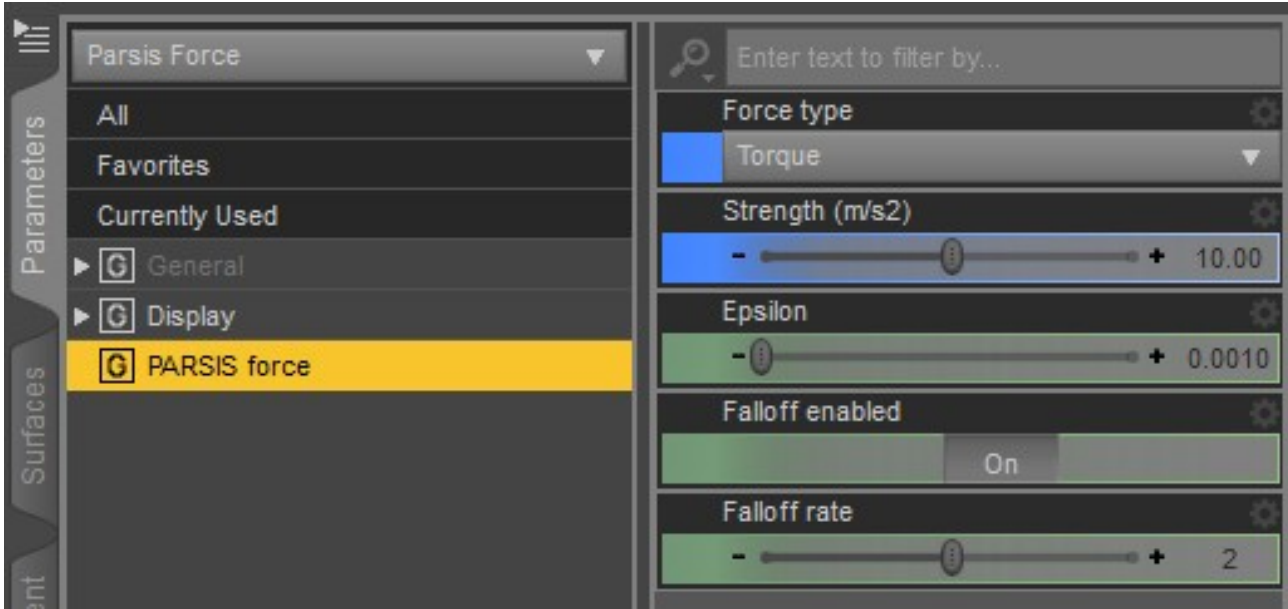 Parameters
Surfaces
Parsis Force
All
Favorites
Currently Used
G General
G Display
G PARSIS force
Enter text to filter by...
Force type
Torque
Strength (m/s2)
- + 10.00
Epsilon
- + 0.0010
Falloff enabled
On
Falloff rate
- + 2